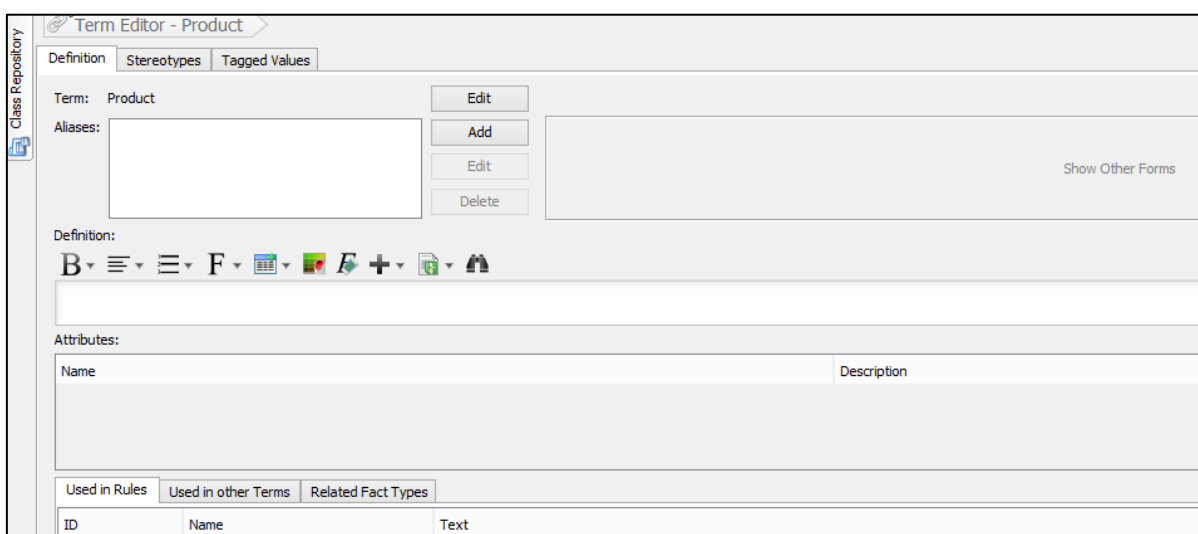 Class Repository
Term Editor - Product
Definition Stereotypes Tagged Values
Term: Product Edit
Aliases: Add
Edit Show Other Forms
Delete
Definition:
B F F
Attributes:
Name Description
Used in Rules Used in other Terms Related Fact Types
ID Name Text